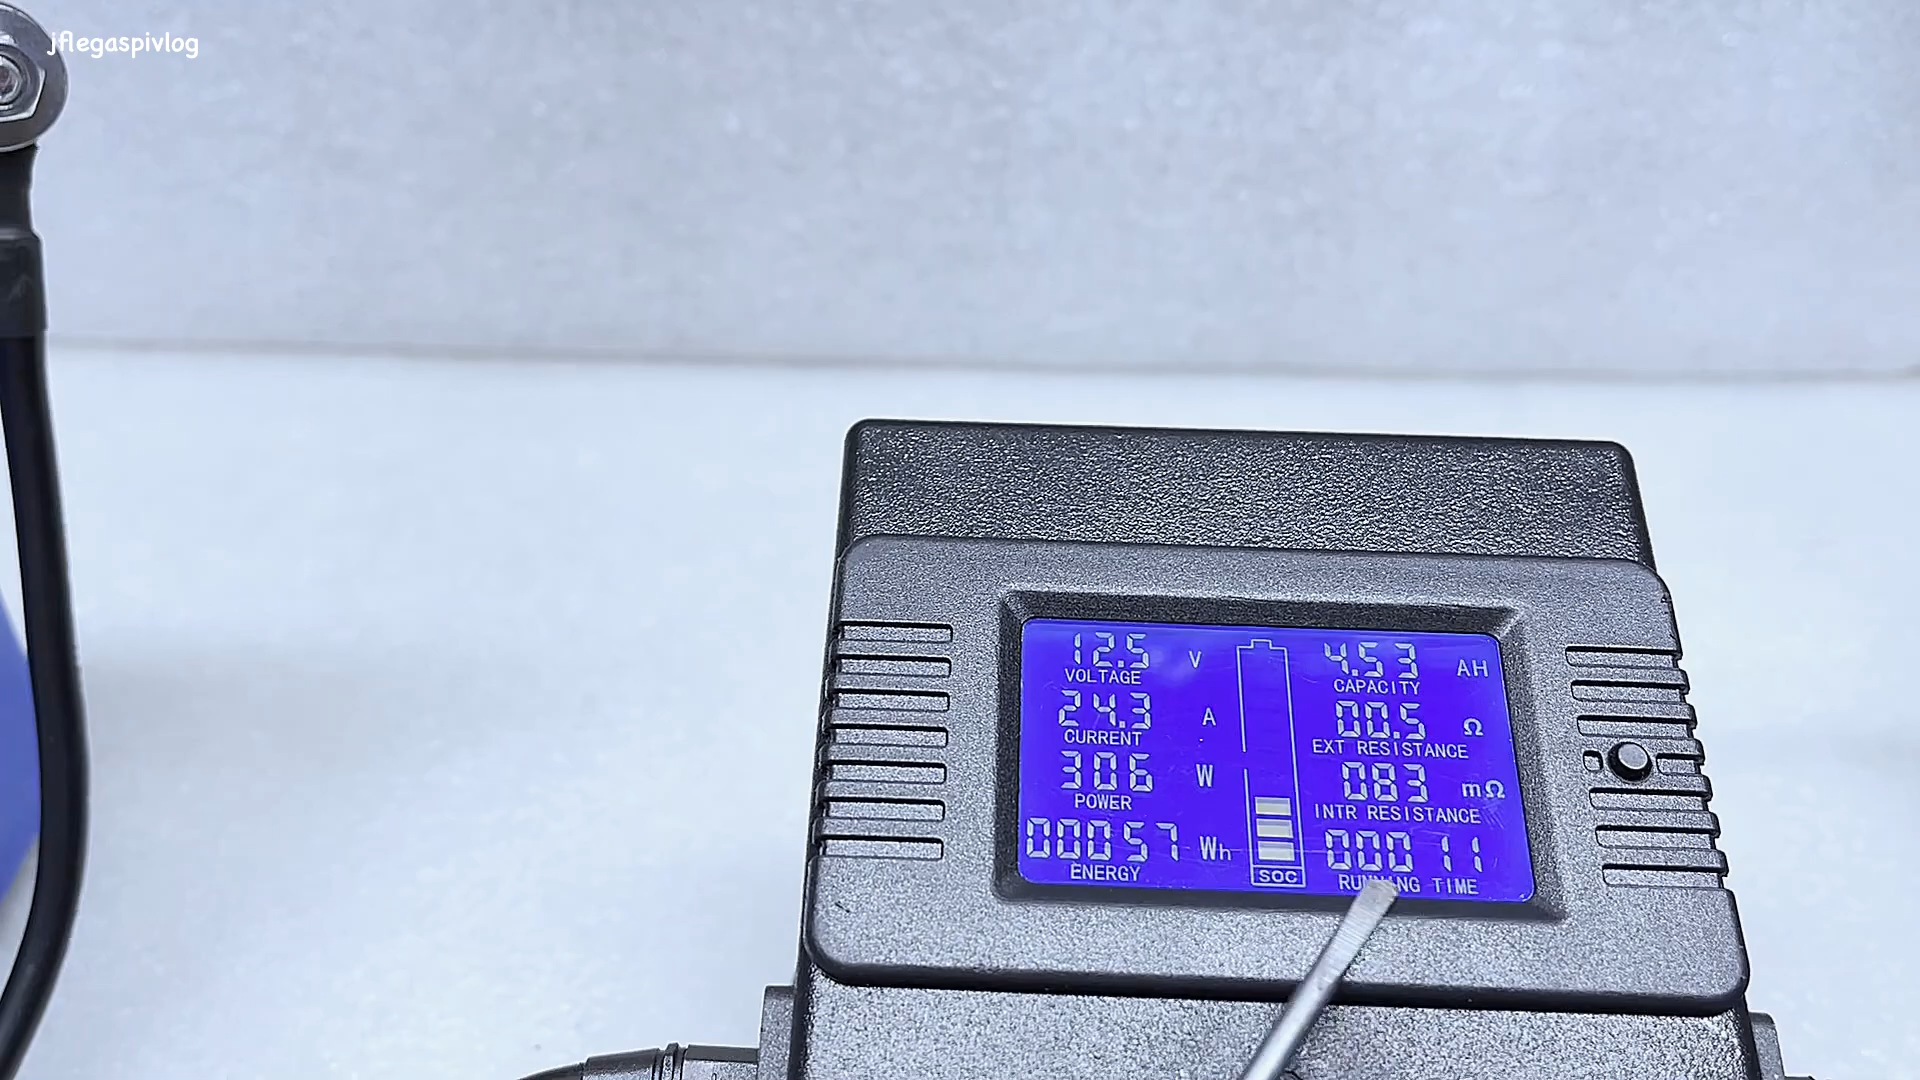 jflegaspivlog
12.5 V
VOLTAGE
24.3 A
CURRENT
306 W
POWER
00057 Wh
ENERGY
SOC
4.53 AH
CAPACITY
00.5 Ω
EXT RESISTANCE
083 mΩ
INTR RESISTANCE
00011
RUNNING TIME